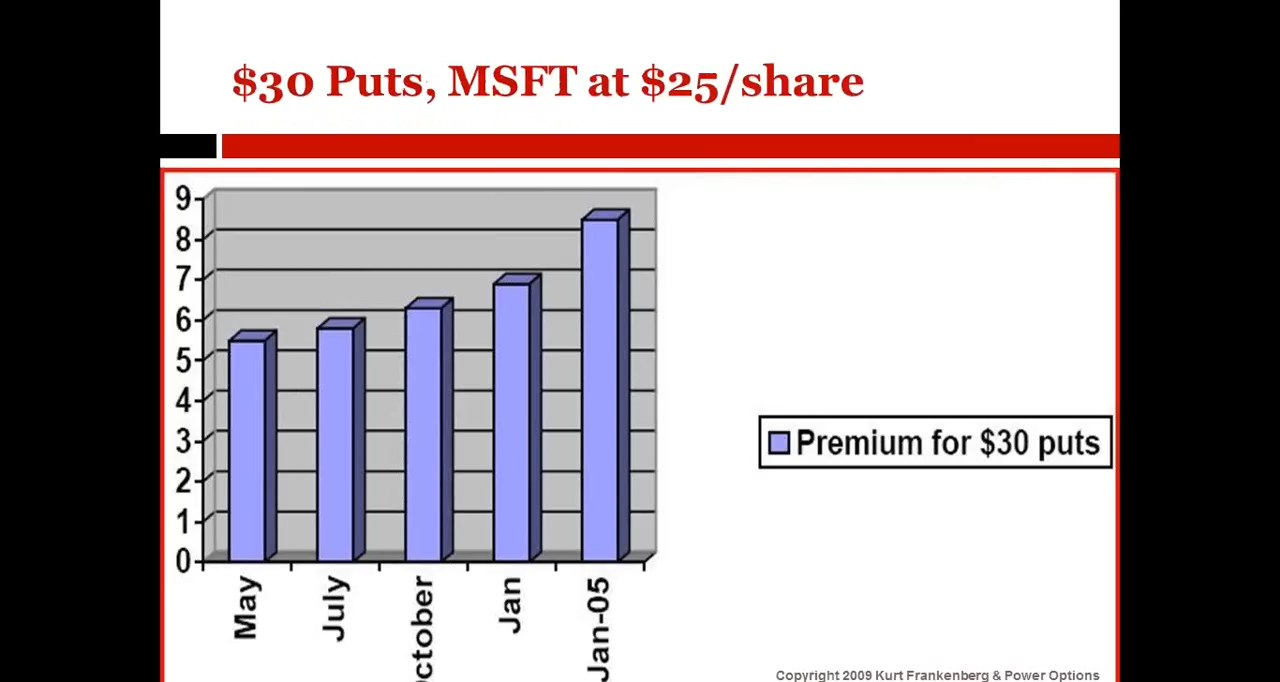 $30 Puts, MSFT at $25/share
9
8
7
6
5
4
3
2
1
0
May
July
ctober
Jan
Jan-05
Premium for $30 puts
Copyright 2009 Kurt Frankenberg & Power Options